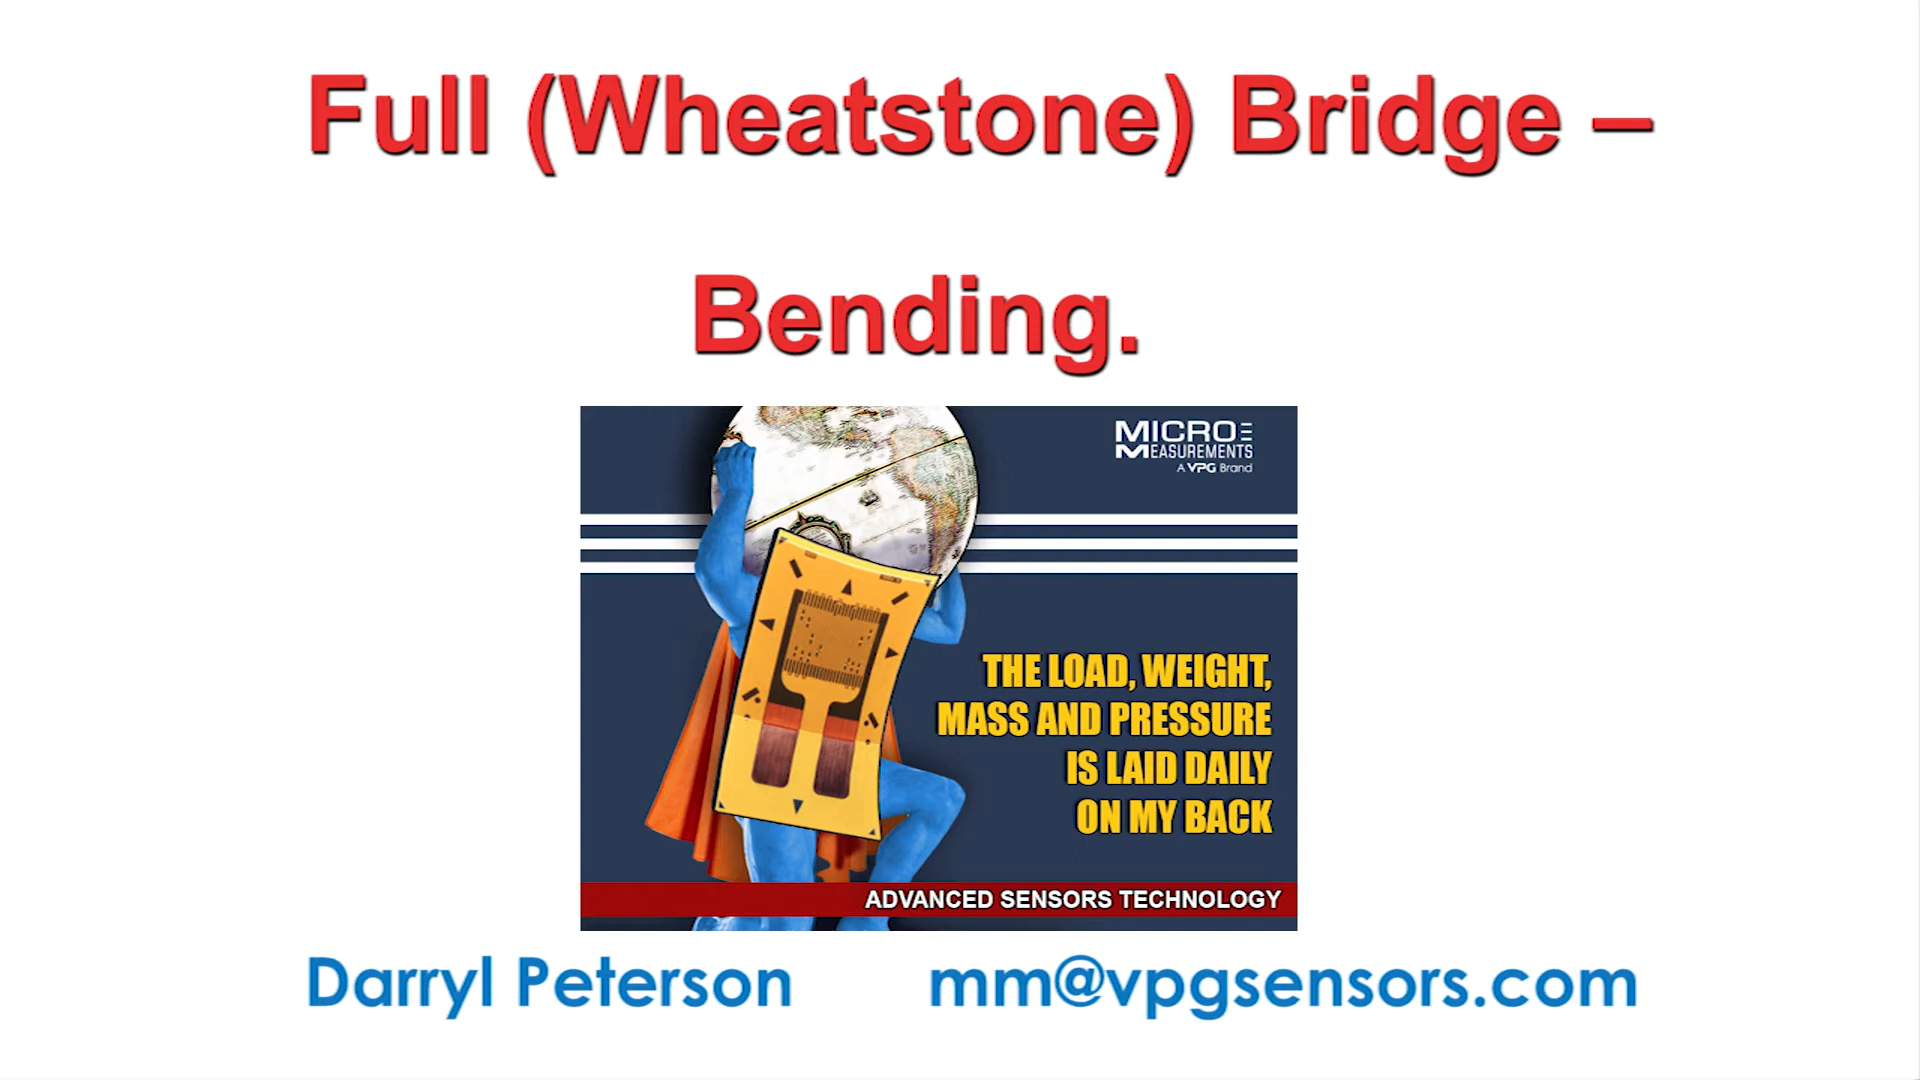 Full (Wheatstone) Bridge –
Bending.
MICRO
MEASUREMENTS
A VPG Brand
THE LOAD, WEIGHT,
MASS AND PRESSURE
IS LAID DAILY
ON MY BACK
ADVANCED SENSORS TECHNOLOGY
Darryl Peterson mm@vpgsensors.com